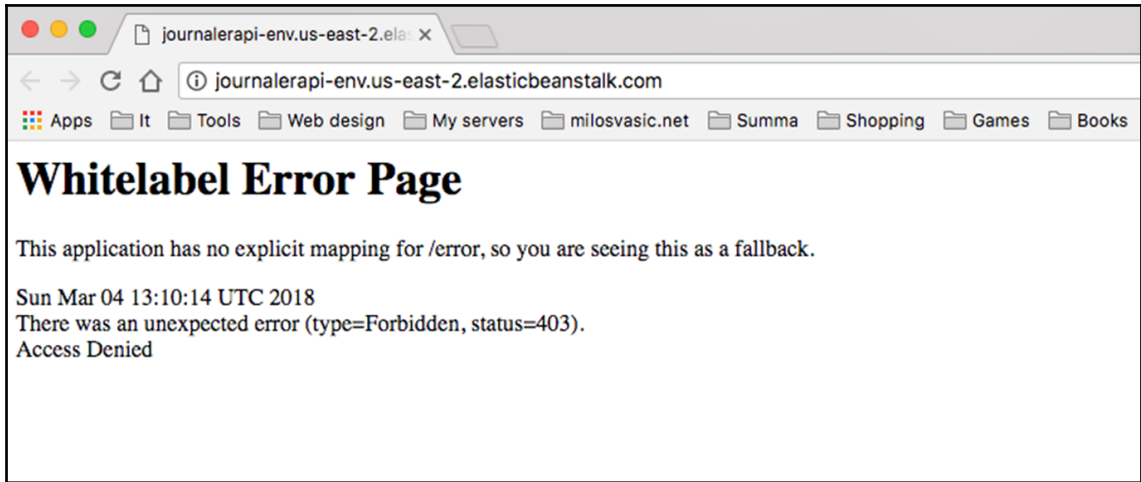 journalerapi-env.us-east-2.ela
journalerapi-env.us-east-2.elasticbeanstalk.com
Apps It Tools Web design My servers milosvasic.net Summa Shopping Games Books
Whitelabel Error Page
This application has no explicit mapping for /error, so you are seeing this as a fallback.
Sun Mar 04 13:10:14 UTC 2018
There was an unexpected error (type=Forbidden, status=403).
Access Denied